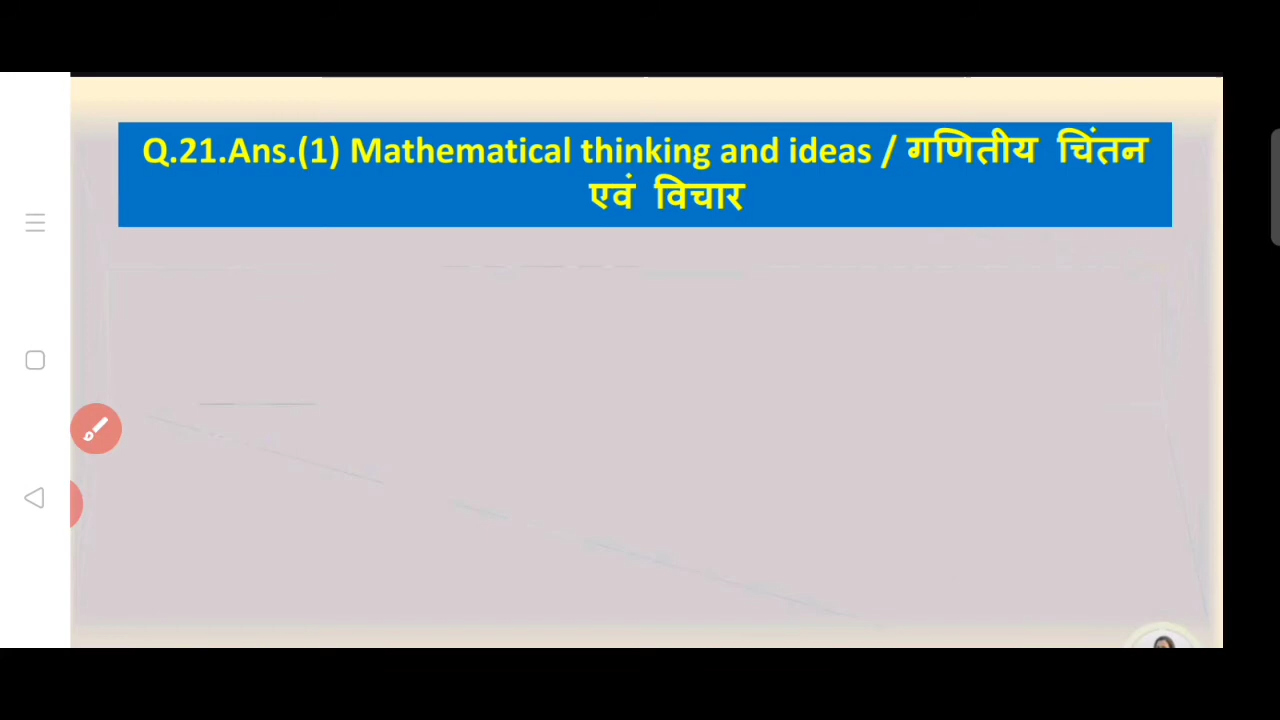 Q.21.Ans.(1) Mathematical thinking and ideas / गणितीय चिंतन
एवं विचार